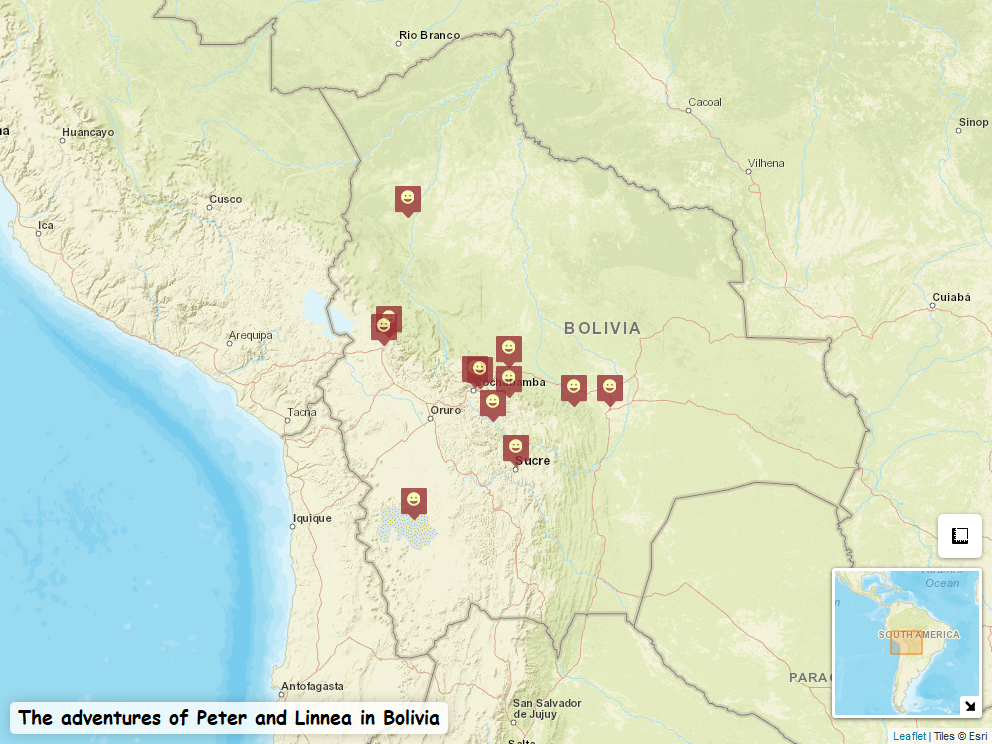 Rio Branco
Cacoal
Sinop
Huancayo
Vilhena
Cusco
Ica
Cuiabá
BOLIVIA
Arequipa
Cochabamba
Tacna
Oruro
Sucre
Iquique
Ocean
SOUTH AMERICA
PARA
Antofagasta
San Salvador
de Jujuy
Salta
The adventures of Peter and Linnea in Bolivia
Leaflet | Tiles © Esri